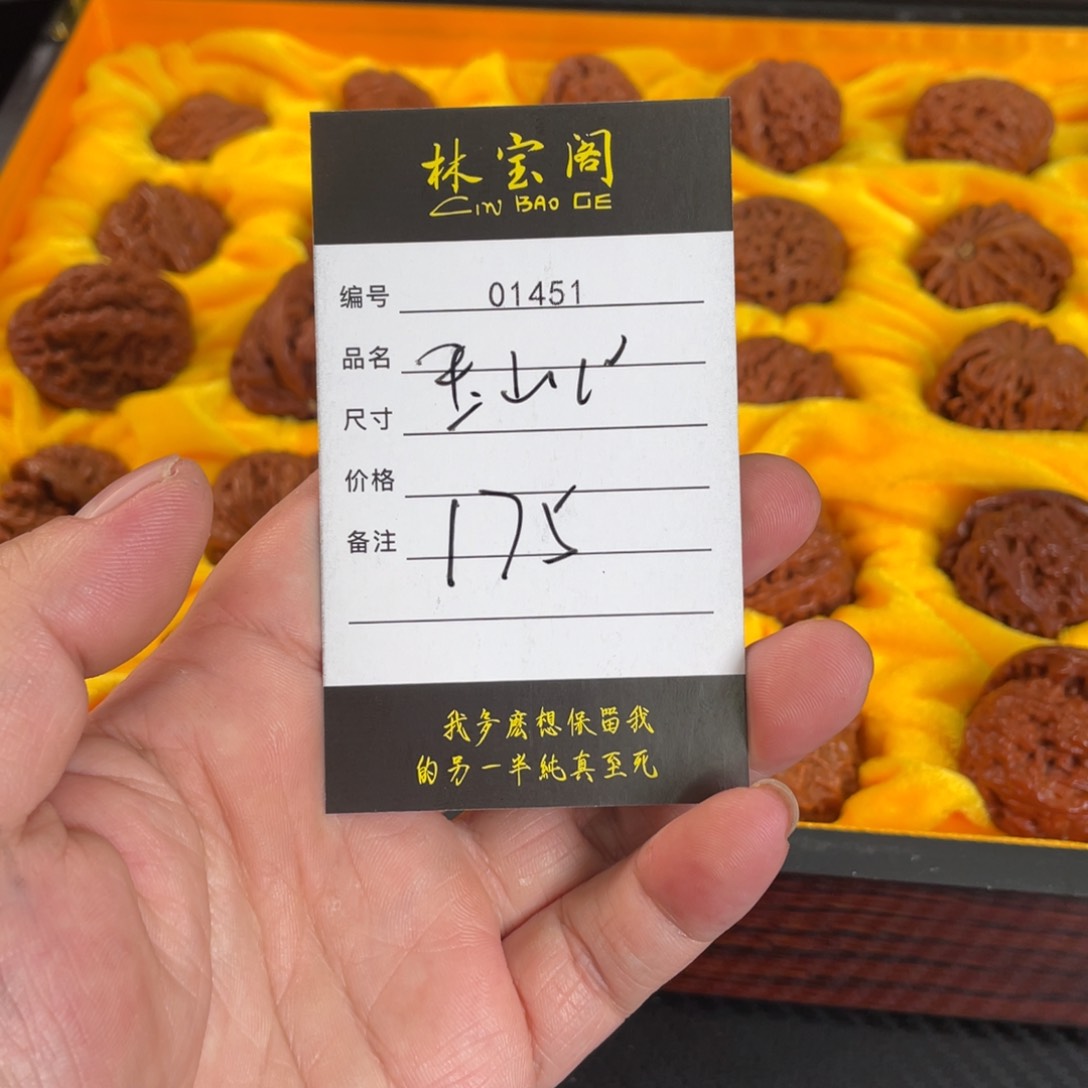 林宝阁
LIN BAO GE
编号 01451
品名
尺寸
价格
备注 175
我多麽想保留我
的另一半純真至死